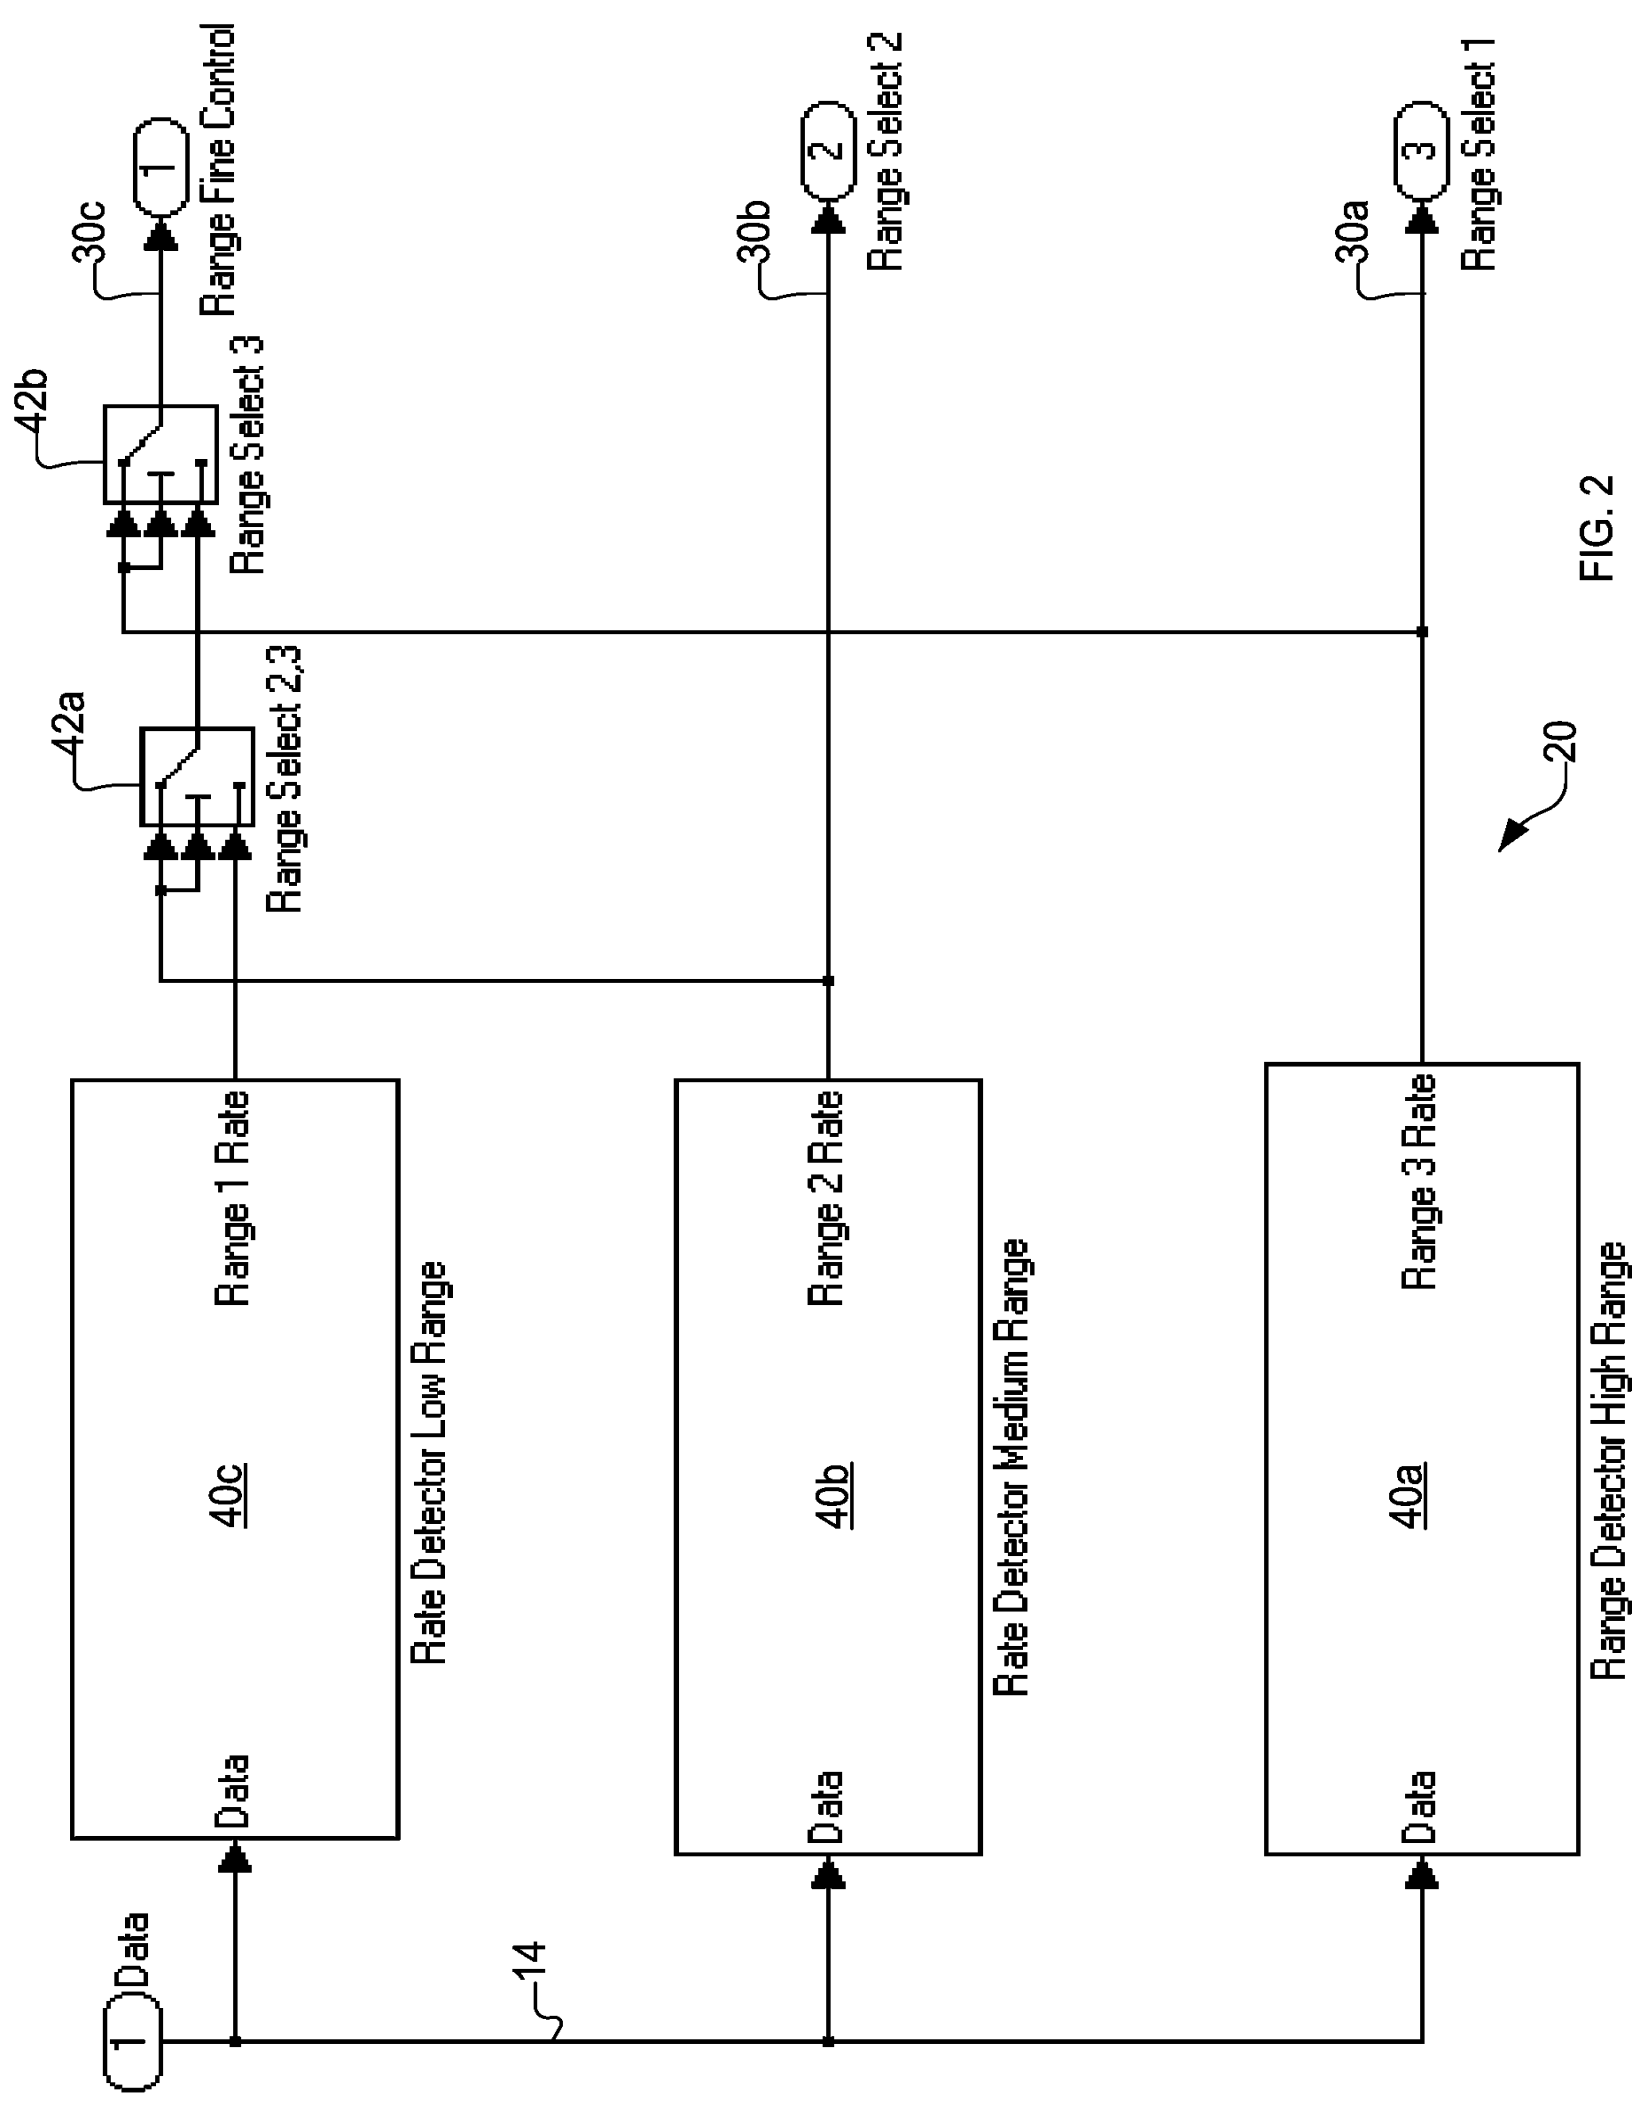 1
Data
14
Data
40c
Range 1 Rate
Rate Detector Low Range
42a
Range Select 2,3
42b
Range Select 3
30c
1
Range Fine Control
Data
40b
Range 2 Rate
Rate Detector Medium Range
30b
2
Range Select 2
Data
40a
Range 3 Rate
Range Detector High Range
30a
3
Range Select 1
20
FIG. 2